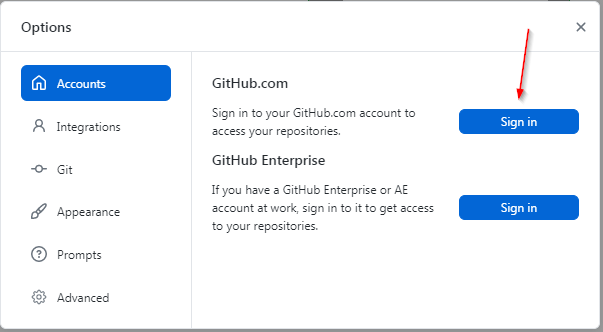 Options
Accounts
Integrations
Git
Appearance
Prompts
Advanced
GitHub.com
Sign in to your GitHub.com account to
access your repositories.
Sign in
GitHub Enterprise
If you have a GitHub Enterprise or AE
account at work, sign in to it to get access
to your repositories.
Sign in